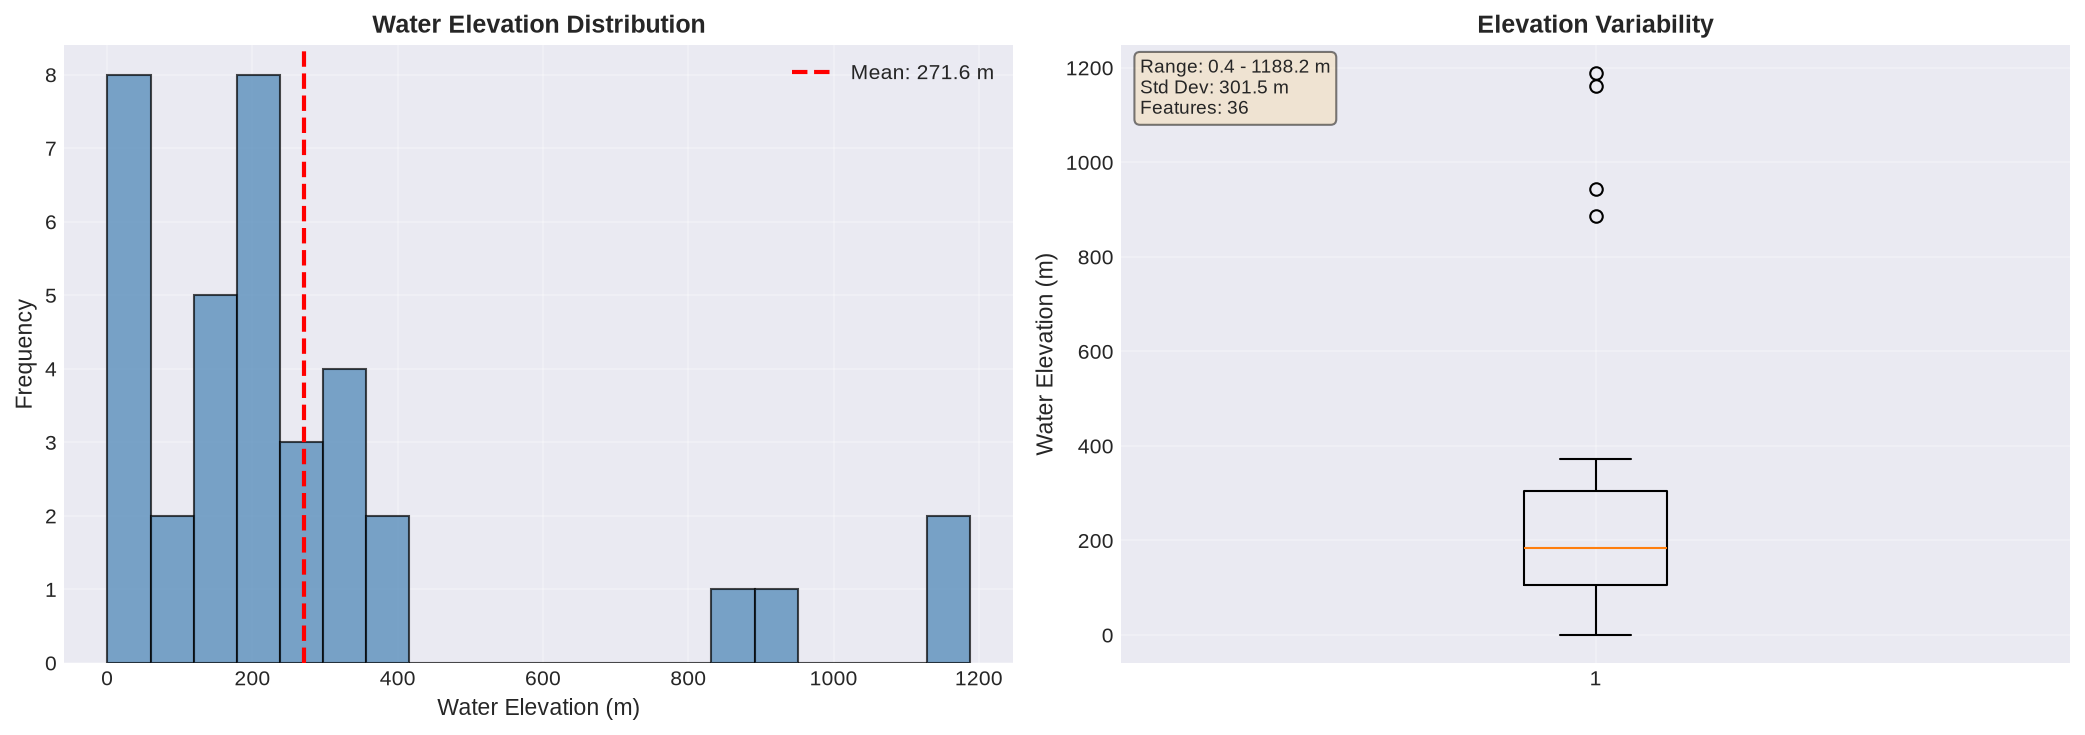 Water Elevation Distribution
Mean: 271.6 m
8
7
6
5
4
3
2
1
0
Frequency
0 200 400 600 800 1000 1200
Water Elevation (m)
Elevation Variability
Range: 0.4 - 1188.2 m
Std Dev: 301.5 m
Features: 36
1200
1000
800
600
400
200
0
Water Elevation (m)
1